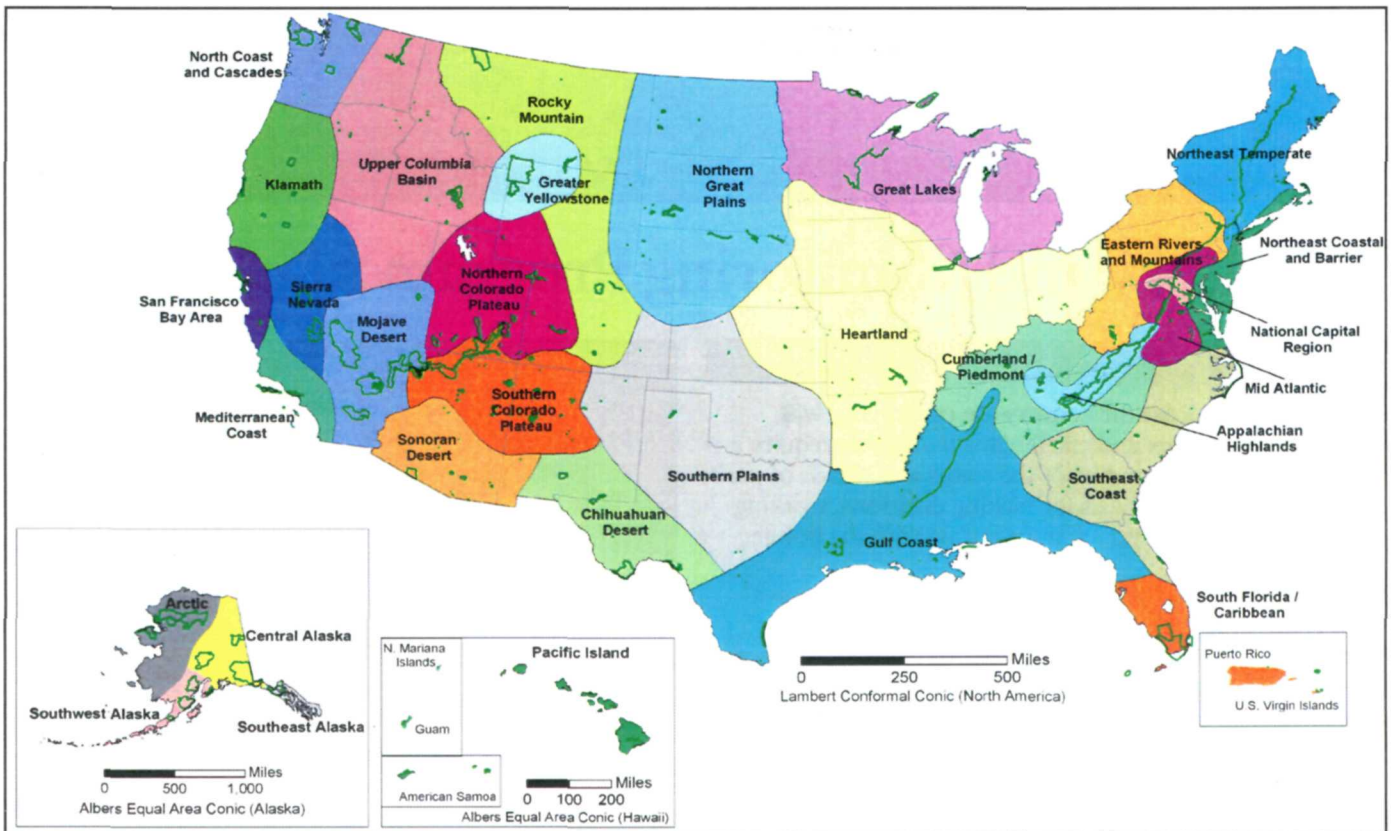 North Coast
and Cascades
Rocky
Mountain
Upper Columbia
Basin
Klamath
Greater
Yellowstone
Northern
Great
Plains
Great Lakes
Northeast Temperate
Eastern Rivers
and Mountains
Northeast Coastal
and Barrier
San Francisco
Bay Area
Sierra
Nevada
Northern
Colorado
Plateau
Mojave
Desert
Heartland
Cumberland /
Piedmont
National Capital
Region
Mid Atlantic
Mediterranean
Coast
Southern
Colorado
Plateau
Sonoran
Desert
Southern Plains
Appalachian
Highlands
Southeast
Coast
Chihuahuan
Desert
Gulf Coast
South Florida /
Caribbean
Arctic
Central Alaska
Southwest Alaska
Southeast Alaska
Miles
0 500 1,000
Albers Equal Area Conic (Alaska)
N. Mariana
Islands
Guam
American Samoa
Pacific Island
Miles
0 100 200
Albers Equal Area Conic (Hawaii)
Miles
0 250 500
Lambert Conformal Conic (North America)
Puerto Rico
U.S. Virgin Islands